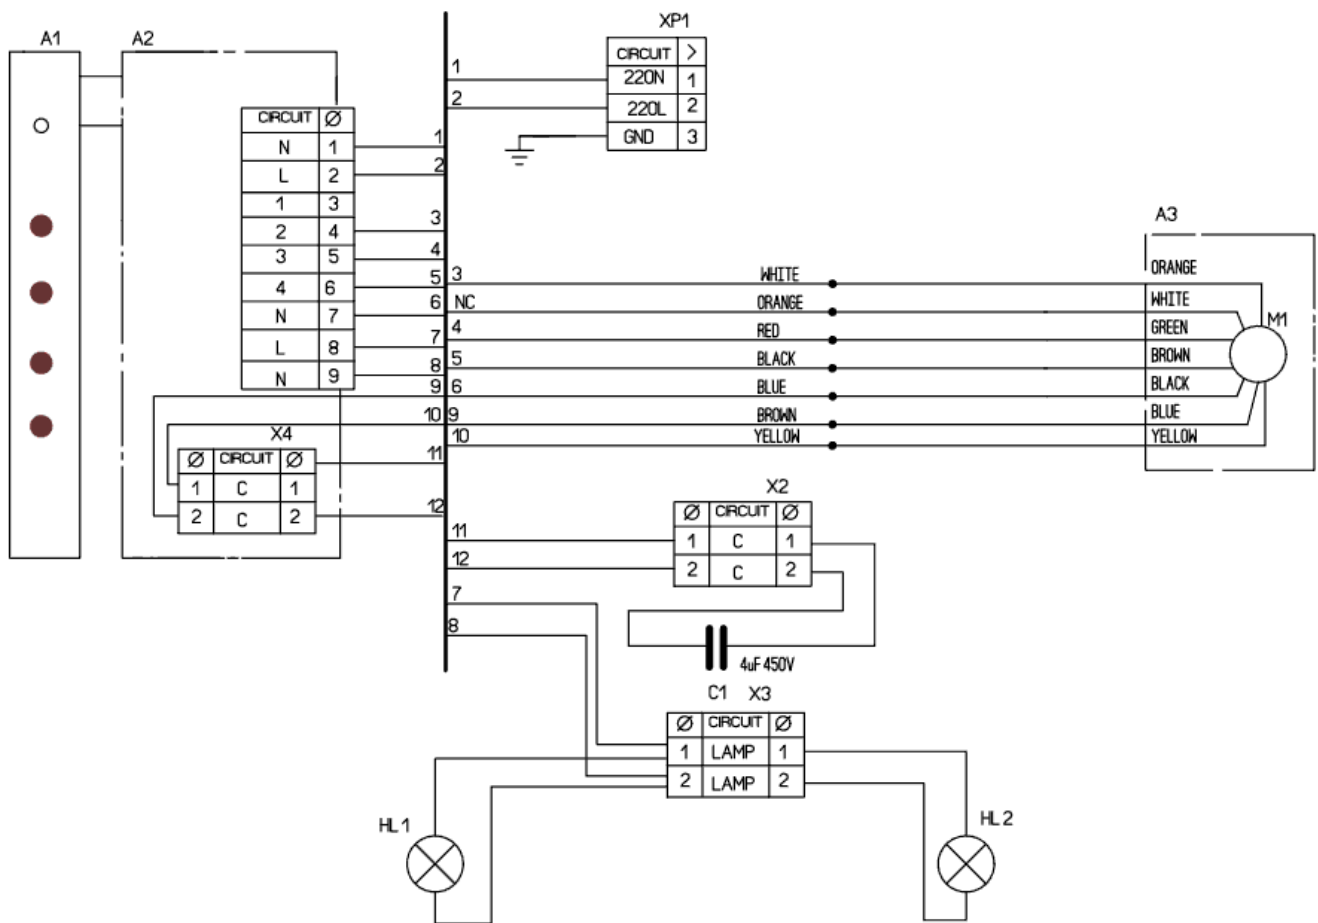 A1
A2
CIRCUIT Ø
N 1
L 2
1 3
2 4
3 5
4 6
N 7
L 8
N 9
1
2
3
4
5
6
7
8
9
10
11
12
X4
Ø CIRCUIT Ø
1 C 1
2 C 2
1
2
XP1
CIRCUIT >
220N 1
220L 2
GND 3
3 WHITE
NC ORANGE
4 RED
5 BLACK
6 BLUE
9 BROWN
10 YELLOW
A3
ORANGE
WHITE
GREEN
BROWN
BLACK
BLUE
YELLOW
M1
11
12
7
8
X2
Ø CIRCUIT Ø
1 C 1
2 C 2
4uF 450V
C1 X3
Ø CIRCUIT Ø
1 LAMP 1
2 LAMP 2
HL1
HL2